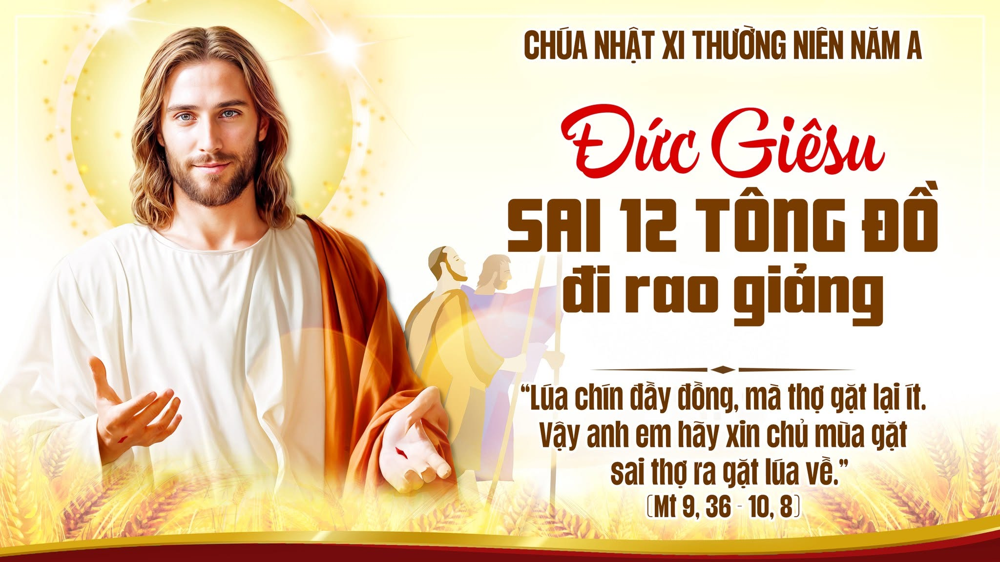 CHÚA NHẬT XI THƯỜNG NIÊN NĂM A
Đức Giêsu
SAI 12 TÔNG ĐỒ
đi rao giảng
“Lúa chín đầy đồng, mà thợ gặt lại ít.
Vậy anh em hãy xin chủ mùa gặt
sai thợ ra gặt lúa về.”
(Mt 9, 36 - 10, 8)